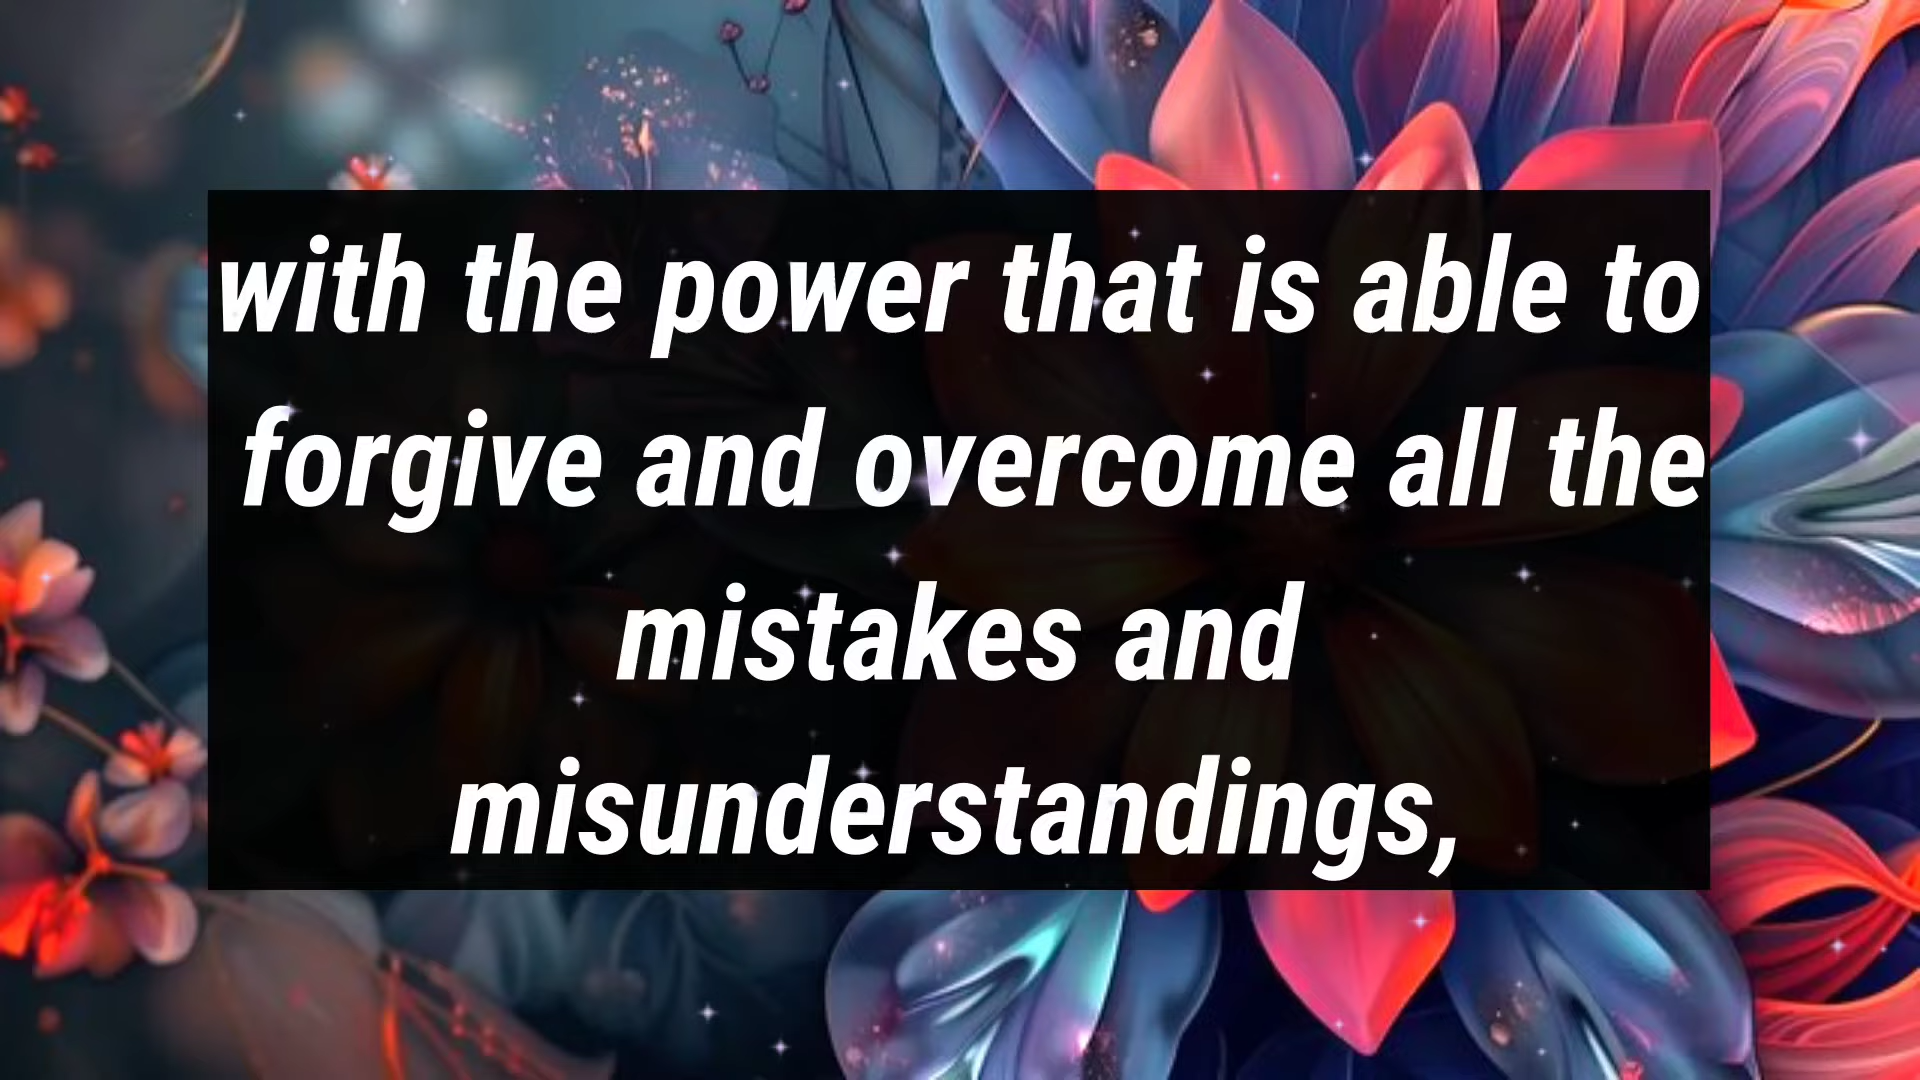 with the power that is able to
forgive and overcome all the
mistakes and
misunderstandings,